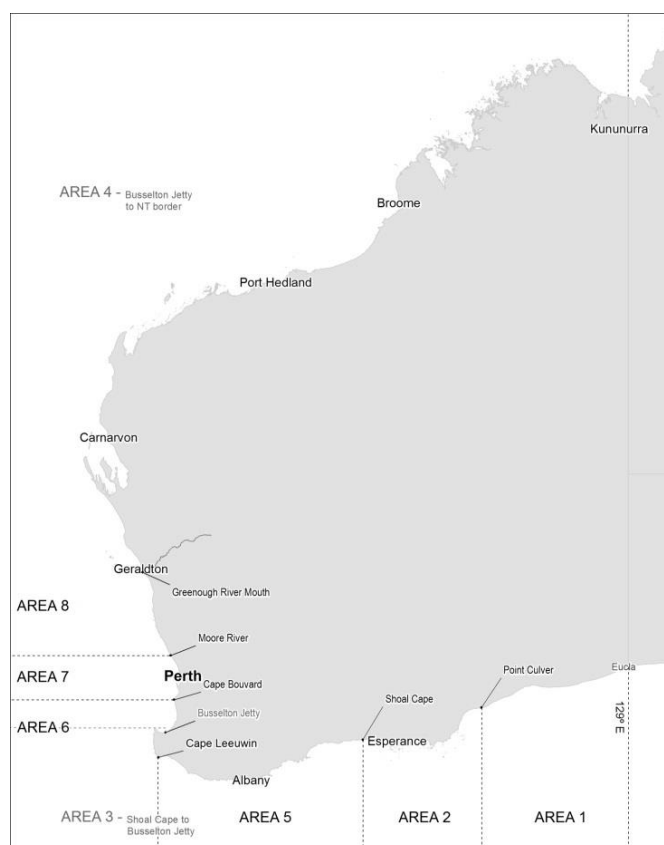 Kununurra
AREA 4 - Busselton Jetty
to NT border
Broome
Port Hedland
Carnarvon
Geraldton
Greenough River Mouth
AREA 8
Moore River
AREA 7
Perth
Cape Bouvard
Point Culver
Eucla
AREA 6
Busselton Jetty
Shoal Cape
129° E
Cape Leeuwin
Esperance
Albany
AREA 3 - Shoal Cape to
Busselton Jetty
AREA 5
AREA 2
AREA 1